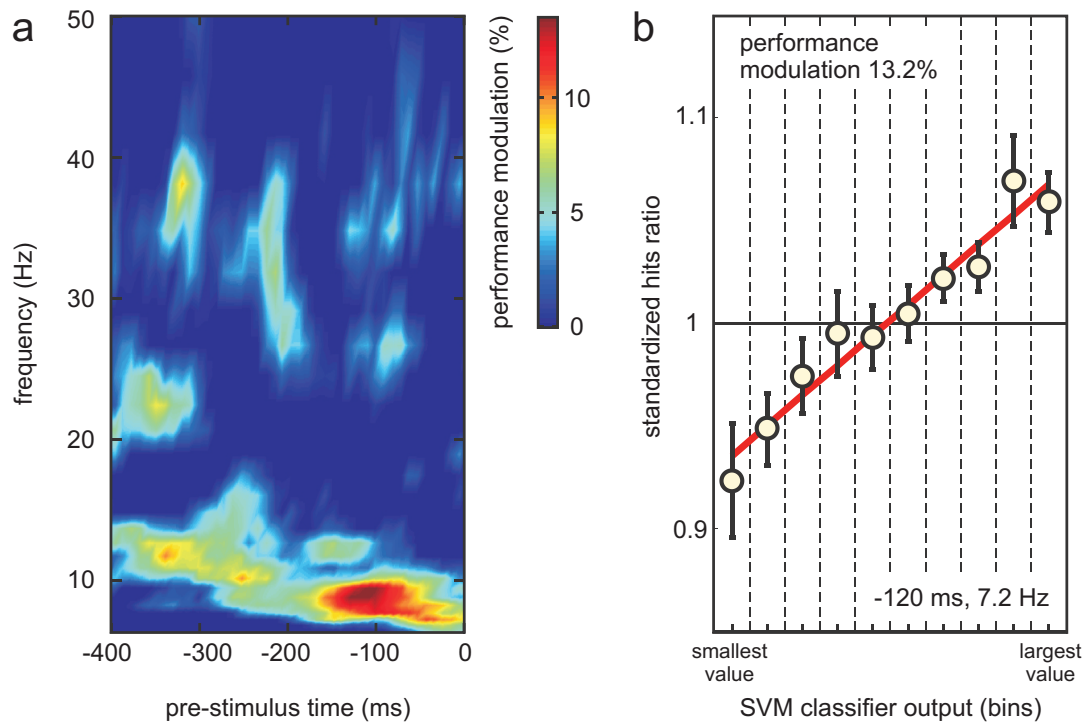 a
50
40
30
20
10
frequency (Hz)
-400
-300
-200
-100
0
pre-stimulus time (ms)
performance modulation (%)
10
5
0
b
performance
modulation 13.2%
1.1
1
0.9
standardized hits ratio
-120 ms, 7.2 Hz
smallest
value
largest
value
SVM classifier output (bins)